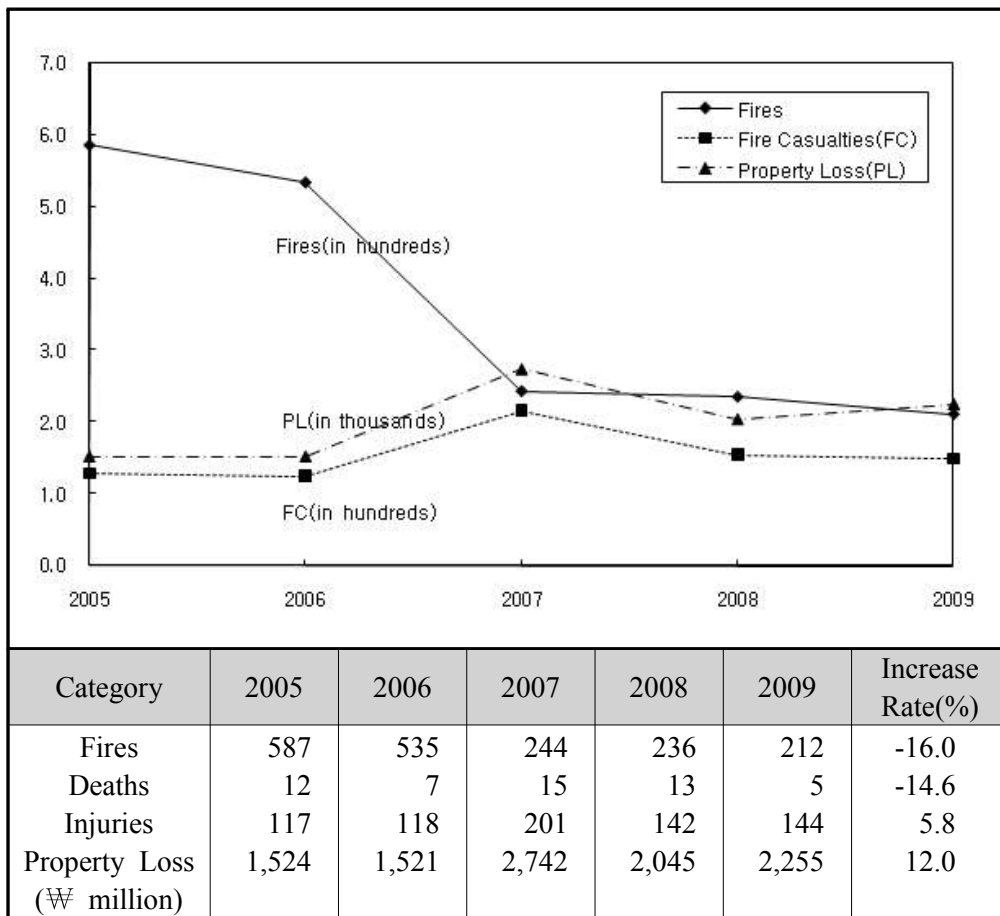 7.0
6.0
5.0
4.0
3.0
2.0
1.0
0.0
Fires
Fire Casualties(FC)
Property Loss(PL)
Fires(in hundreds)
PL(in thousands)
FC(in hundreds)
2005 2006 2007 2008 2009
Category 2005 2006 2007 2008 2009 Increase Rate(%)
Fires 587 535 244 236 212 -16.0
Deaths 12 7 15 13 5 -14.6
Injuries 117 118 201 142 144 5.8
Property Loss 1,524 1,521 2,742 2,045 2,255 12.0
(₩ million)